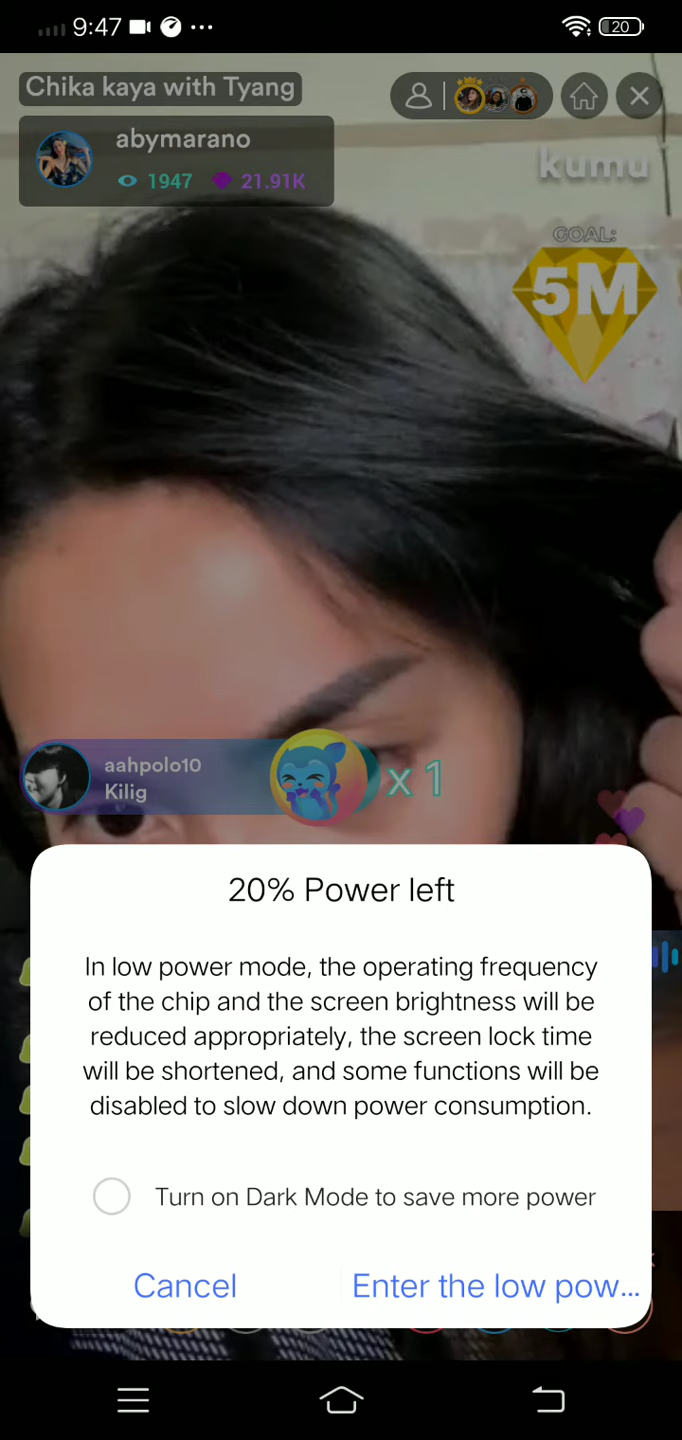 9:47
20
Chika kaya with Tyang
abymarano
1947 21.91K
kumu
GOAL:
5M
aahpolo10
Kilig
x 1
20% Power left
In low power mode, the operating frequency
of the chip and the screen brightness will be
reduced appropriately, the screen lock time
will be shortened, and some functions will be
disabled to slow down power consumption.
Turn on Dark Mode to save more power
Cancel
Enter the low pow...